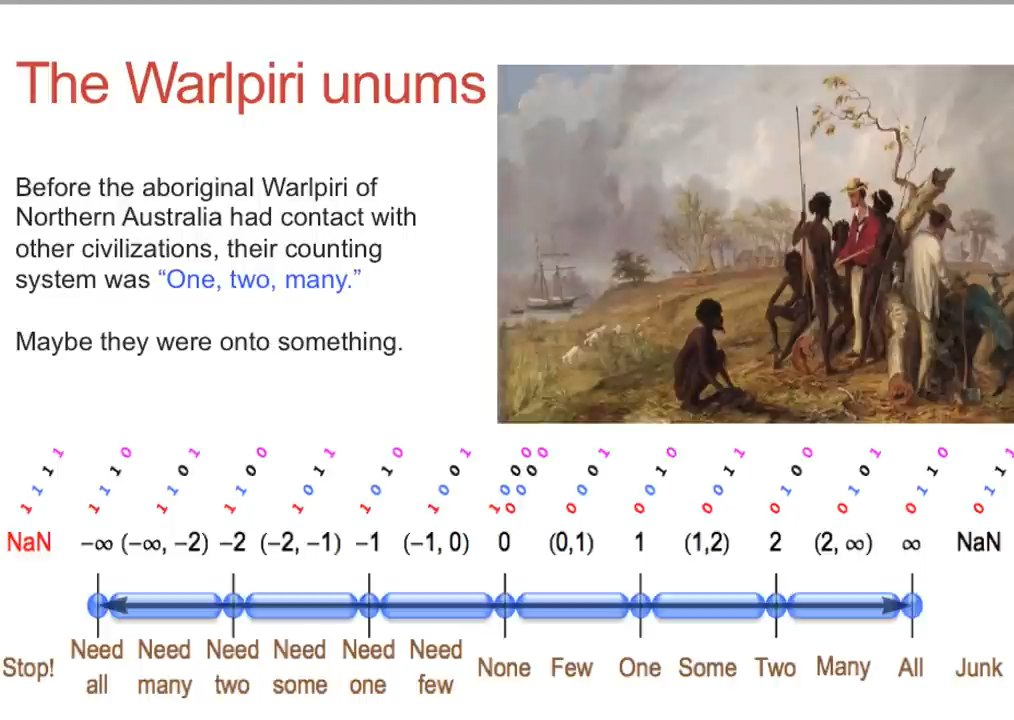 The Warlpiri unums
Before the aboriginal Warlpiri of
Northern Australia had contact with
other civilizations, their counting
system was “One, two, many.”
Maybe they were onto something.
1111 1110 1101 1100 1011 1010 1001 1000 0000 0001 0010 0011 0100 0101 0110 0111
NaN −∞ (−∞, −2) −2 (−2, −1) −1 (−1, 0) 0 (0,1) 1 (1,2) 2 (2, ∞) ∞ NaN
Stop! Need all Need many Need two Need some Need one Need few None Few One Some Two Many All Junk